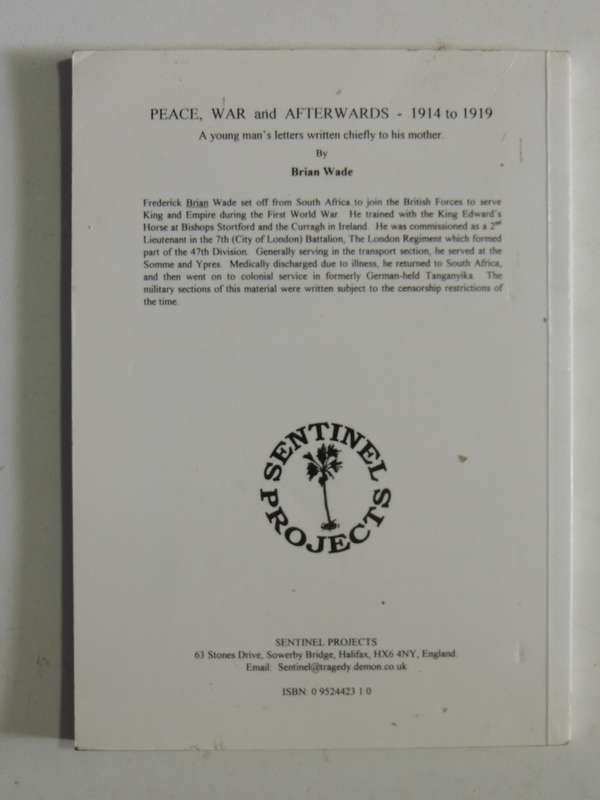 PEACE, WAR and AFTERWARDS - 1914 to 1919
A young man's letters written chiefly to his mother.
By
Brian Wade
Frederick Brian Wade set off from South Africa to join the British Forces to serve
King and Empire during the First World War. He trained with the King Edward's
Horse at Bishops Stortford and the Curragh in Ireland. He was commissioned as a 2nd
Lieutenant in the 7th (City of London) Battalion, The London Regiment which formed
part of the 47th Division. Generally serving in the transport section, he served at the
Somme and Ypres. Medically discharged due to illness, he returned to South Africa,
and then went on to colonial service in formerly German-held Tanganyika. The
military sections of this material were written subject to the censorship restrictions of
the time.
SENTINEL
PROJECTS
SENTINEL PROJECTS
63 Stones Drive, Sowerby Bridge, Halifax, HX6 4NY, England.
Email: Sentinel@tragedy.demon.co.uk
ISBN: 0 9524423 1 0